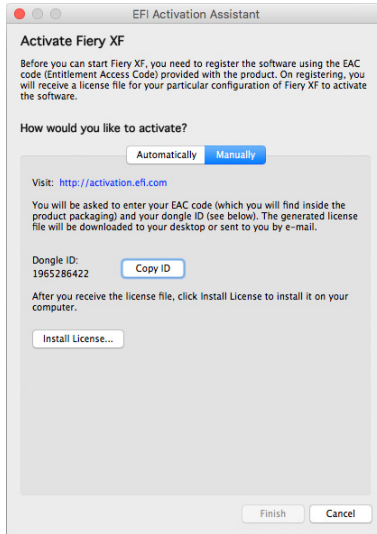 EFI Activation Assistant
Activate Fiery XF
Before you can start Fiery XF, you need to register the software using the EAC
code (Entitlement Access Code) provided with the product. On registering, you
will receive a license file for your particular configuration of Fiery XF to activate
the software.
How would you like to activate?
Automatically Manually
Visit: http://activation.efi.com
You will be asked to enter your EAC code (which you will find inside the
product packaging) and your dongle ID (see below). The generated license
file will be downloaded to your desktop or sent to you by e-mail.
Dongle ID:
1965286422
Copy ID
After you receive the license file, click Install License to install it on your
computer.
Install License...
Finish Cancel